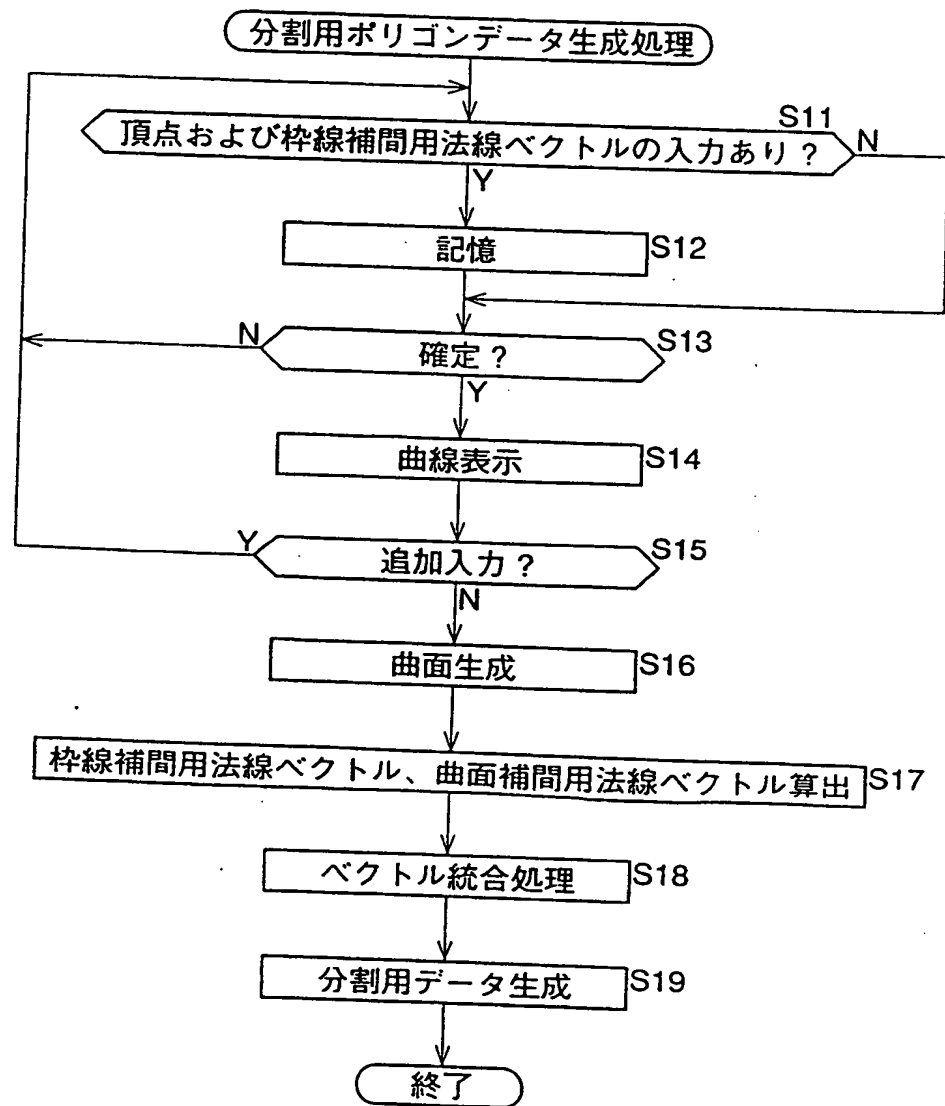 分割用ポリゴンデータ生成処理
S11
頂点および枠線補間用法線ベクトルの入力あり？
N
Y
記憶
S12
N
確定？
S13
Y
曲線表示
S14
Y
追加入力？
S15
N
曲面生成
S16
枠線補間用法線ベクトル、曲面補間用法線ベクトル算出
S17
ベクトル統合処理
S18
分割用データ生成
S19
終了